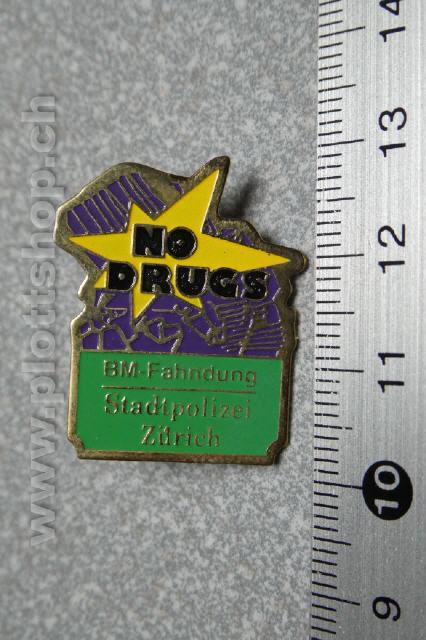 NO
DRUGS
BM-Fahndung
Stadtpolizei
Zürich
www.plottshop.ch
14
13
12
11
10
9